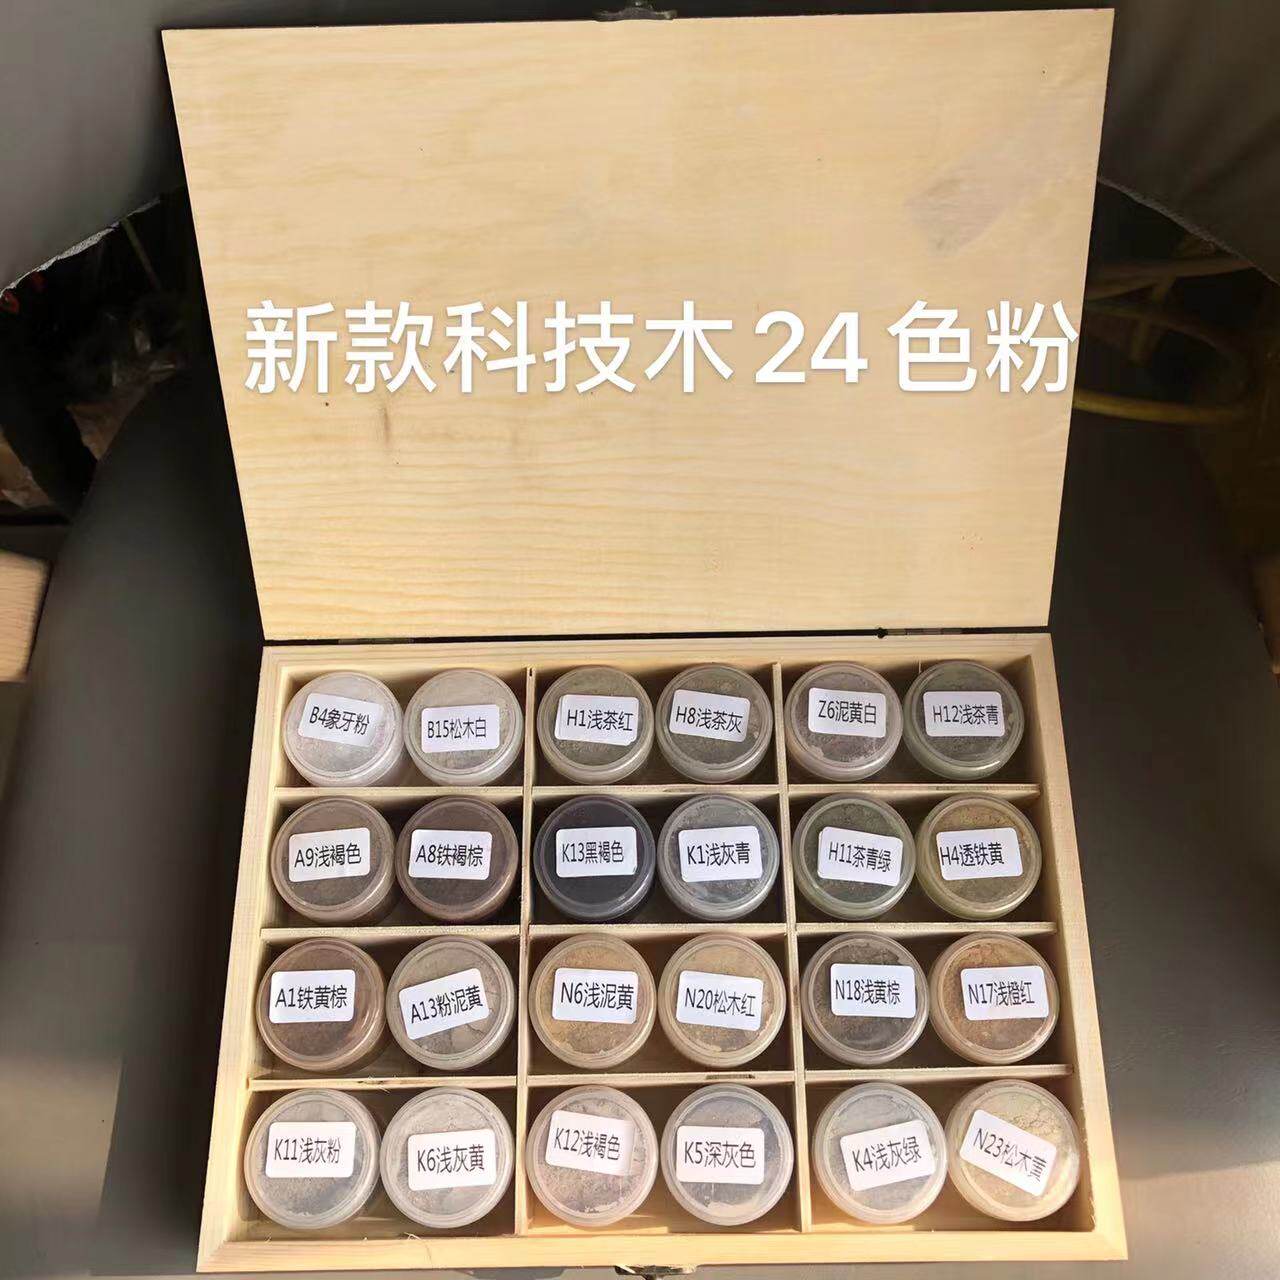 新款科技木24色粉
B4象牙粉
B15松木白
H1浅茶红
H8浅茶灰
Z6泥黄白
H12浅茶青
A9浅褐色
A8铁褐棕
K13黑褐色
K1浅灰青
H11茶青绿
H4透铁黄
A1铁黄棕
A13粉泥黄
N6浅泥黄
N20松木红
N18浅黄棕
N17浅橙红
K11浅灰粉
K6浅灰黄
K12浅褐色
K5深灰色
K4浅灰绿
N23松木青